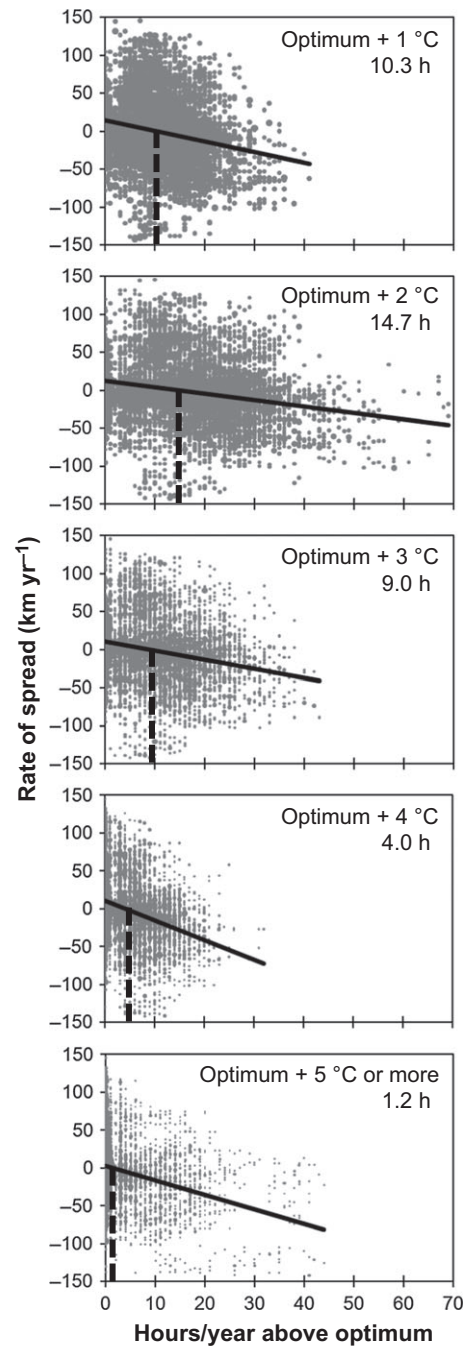 150
100
50
0
–50
–100
–150
Optimum + 1 °C
10.3 h
150
100
50
0
–50
–100
–150
Optimum + 2 °C
14.7 h
150
100
50
0
–50
–100
–150
Optimum + 3 °C
9.0 h
150
100
50
0
–50
–100
–150
Optimum + 4 °C
4.0 h
150
100
50
0
–50
–100
–150
Optimum + 5 °C or more
1.2 h
0 10 20 30 40 50 60 70
Hours/year above optimum
Rate of spread (km yr–1)